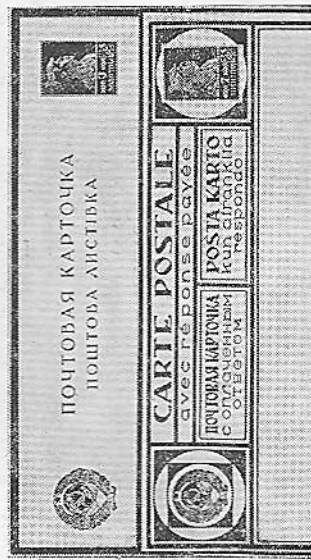 ПОЧТОВАЯ КАРТОЧКА
ПОШТОВА ЛИСТІВКА
CARTE POSTALE
avec réponse payée
ПОЧТОВАЯ КАРТОЧКА
С ОПЛАЧЕННЫМ
ОТВЕТОМ
POŜTA KARTO
kun afrankita
respondo